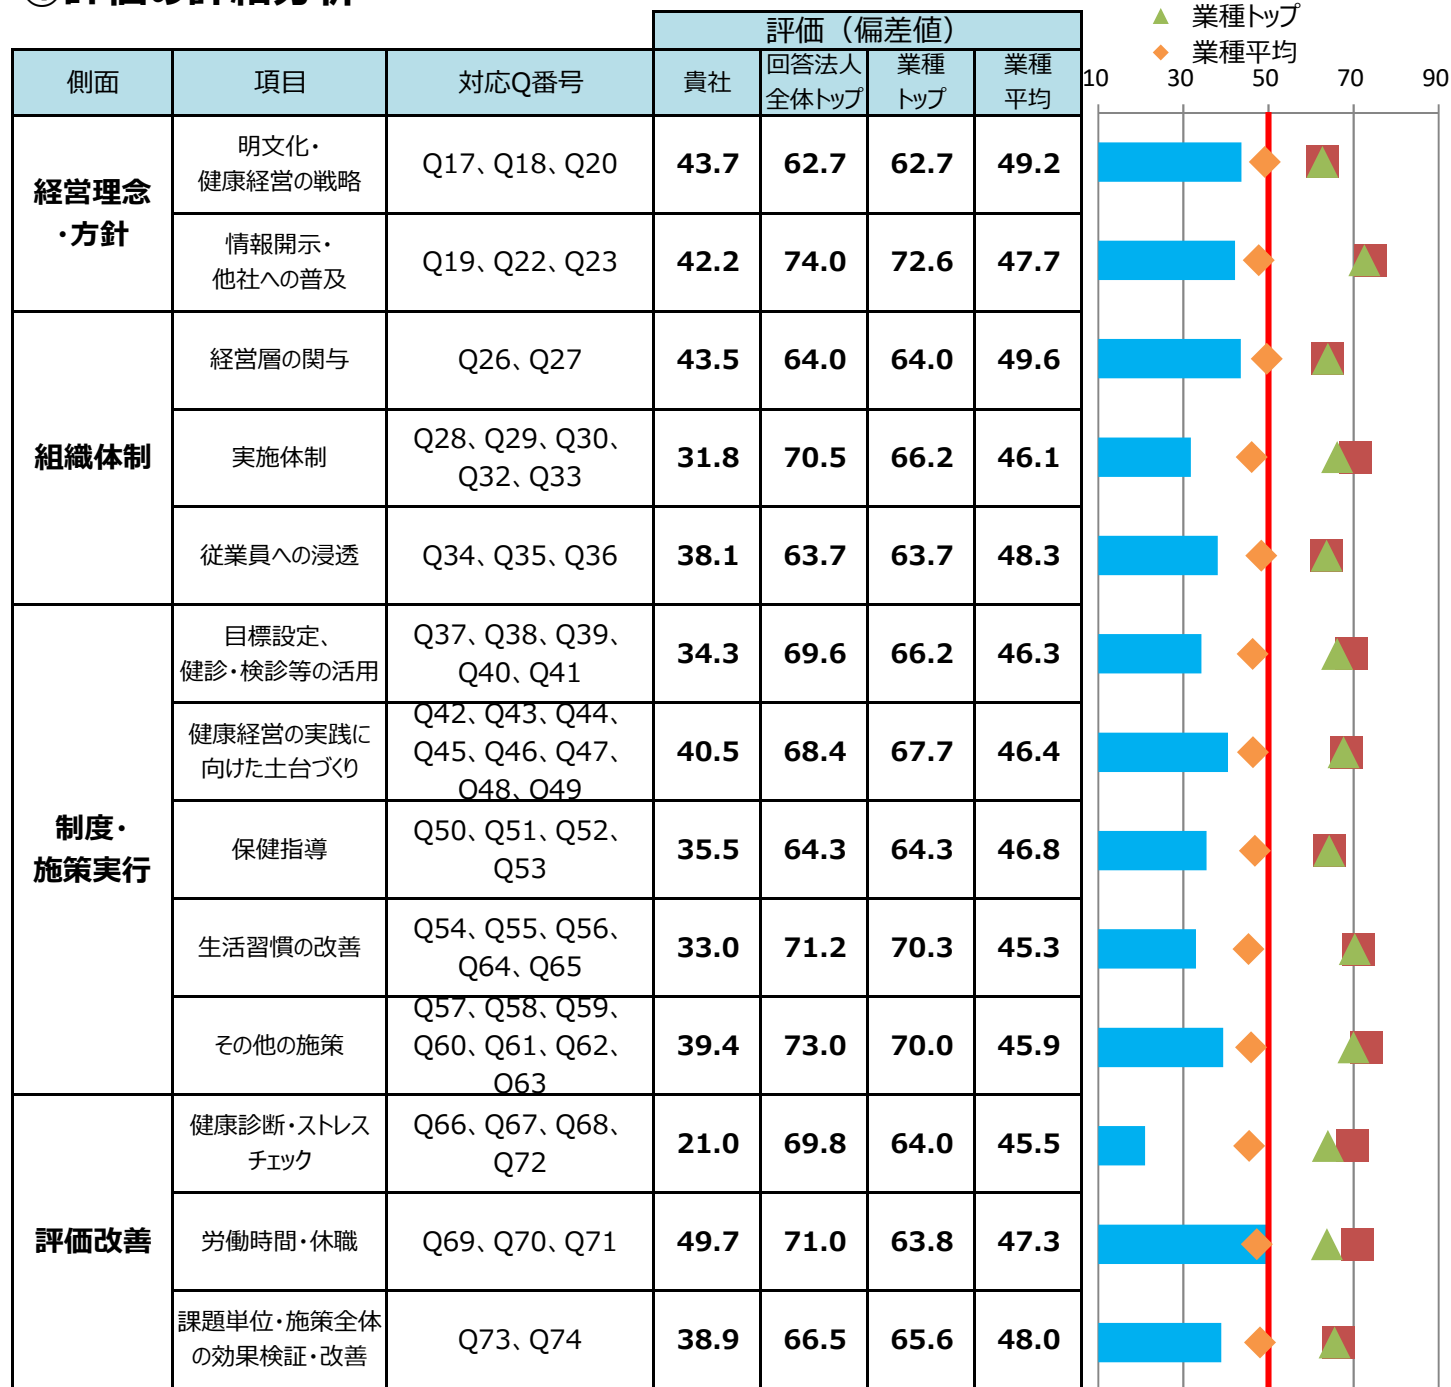 評価(偏差値)
▲ 業種トップ
◆ 業種平均
側面 項目 対応Q番号 貴社 回答法人 業種 業種
全体トップ トップ 平均
10 30 50 70 90
経営理念
・方針
明文化・
健康経営の戦略
Q17、Q18、Q20 43.7 62.7 62.7 49.2
情報開示・
他社への普及
Q19、Q22、Q23 42.2 74.0 72.6 47.7
組織体制
経営層の関与 Q26、Q27 43.5 64.0 64.0 49.6
実施体制
Q28、Q29、Q30、
Q32、Q33
31.8 70.5 66.2 46.1
従業員への浸透 Q34、Q35、Q36 38.1 63.7 63.7 48.3
制度・
施策実行
目標設定、
健診・検診等の活用
Q37、Q38、Q39、
Q40、Q41
34.3 69.6 66.2 46.3
健康経営の実践に
向けた土台づくり
Q42、Q43、Q44、
Q45、Q46、Q47、
Q48、Q49
40.5 68.4 67.7 46.4
保健指導
Q50、Q51、Q52、
Q53
35.5 64.3 64.3 46.8
生活習慣の改善
Q54、Q55、Q56、
Q64、Q65
33.0 71.2 70.3 45.3
その他の施策
Q57、Q58、Q59、
Q60、Q61、Q62、
Q63
39.4 73.0 70.0 45.9
評価改善
健康診断・ストレス
チェック
Q66、Q67、Q68、
Q72
21.0 69.8 64.0 45.5
労働時間・休職 Q69、Q70、Q71 49.7 71.0 63.8 47.3
課題単位・施策全体
の効果検証・改善
Q73、Q74 38.9 66.5 65.6 48.0